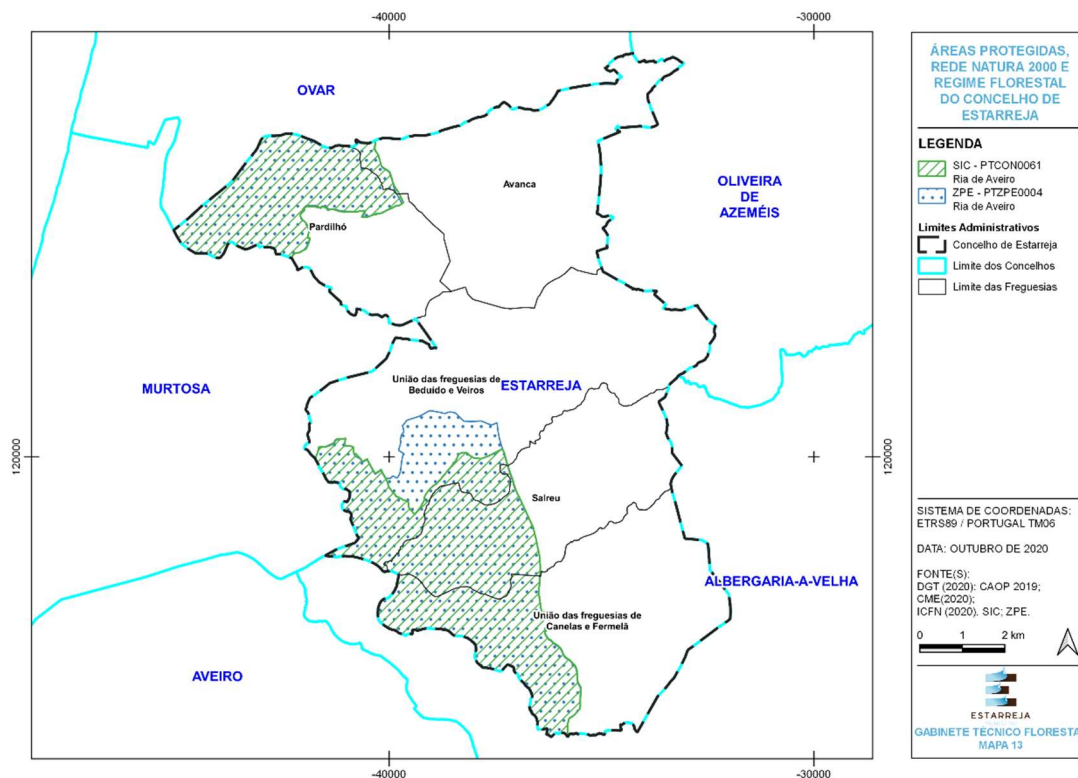 -40000
-30000
OVAR
Avanca
OLIVEIRA
DE
AZEMÉIS
Pardilhó
MURTOSA
União das freguesias de
Beduído e Veiros
ESTARREJA
120000
120000
Salreu
ALBERGARIA-A-VELHA
União das freguesias de
Canelas e Fermelã
AVEIRO
-40000
-30000
ÁREAS PROTEGIDAS,
REDE NATURA 2000 E
REGIME FLORESTAL
DO CONCELHO DE
ESTARREJA
LEGENDA
SIC - PTCON0061
Ria de Aveiro
ZPE - PTZPE0004
Ria de Aveiro
Limites Administrativos
Concelho de Estarreja
Limite dos Concelhos
Limite das Freguesias
SISTEMA DE COORDENADAS:
ETRS89 / PORTUGAL TM06
DATA: OUTUBRO DE 2020
FONTE(S):
DGT (2020): CAOP 2019;
CME(2020);
ICFN (2020). SIC; ZPE.
0 1 2 km
ESTARREJA
GABINETE TÉCNICO FLORESTA
MAPA 13